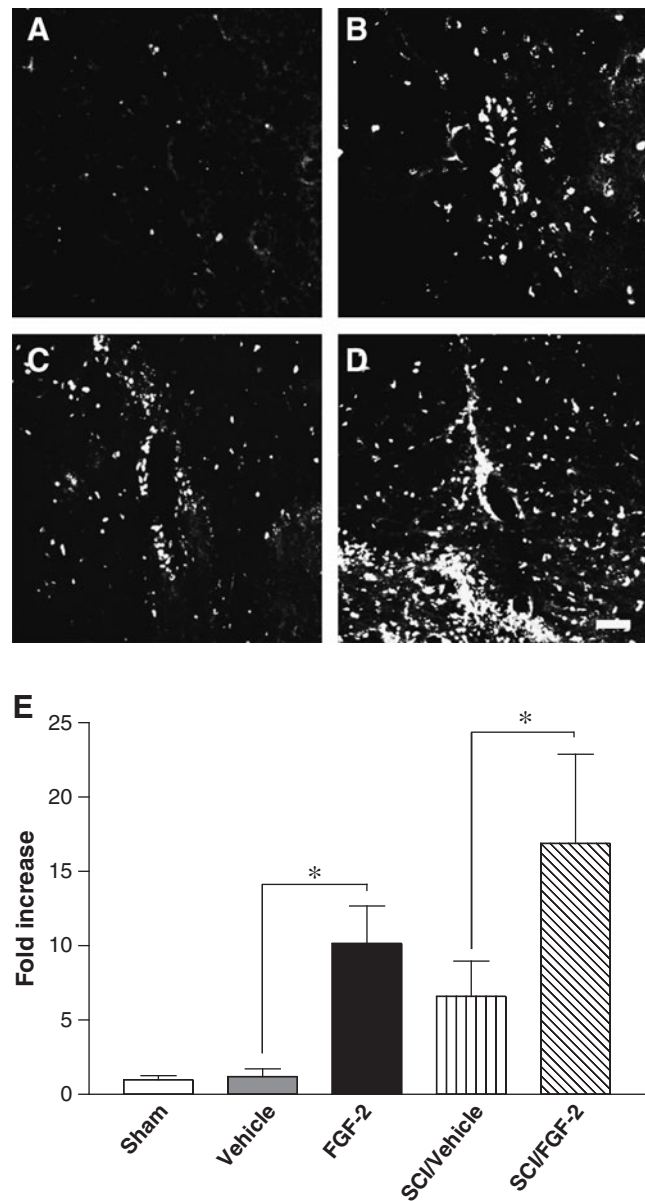 A
B
C
D
E
25
20
15
10
5
0
Fold increase
*
*
Sham
Vehicle
FGF-2
SCI/Vehicle
SCI/FGF-2